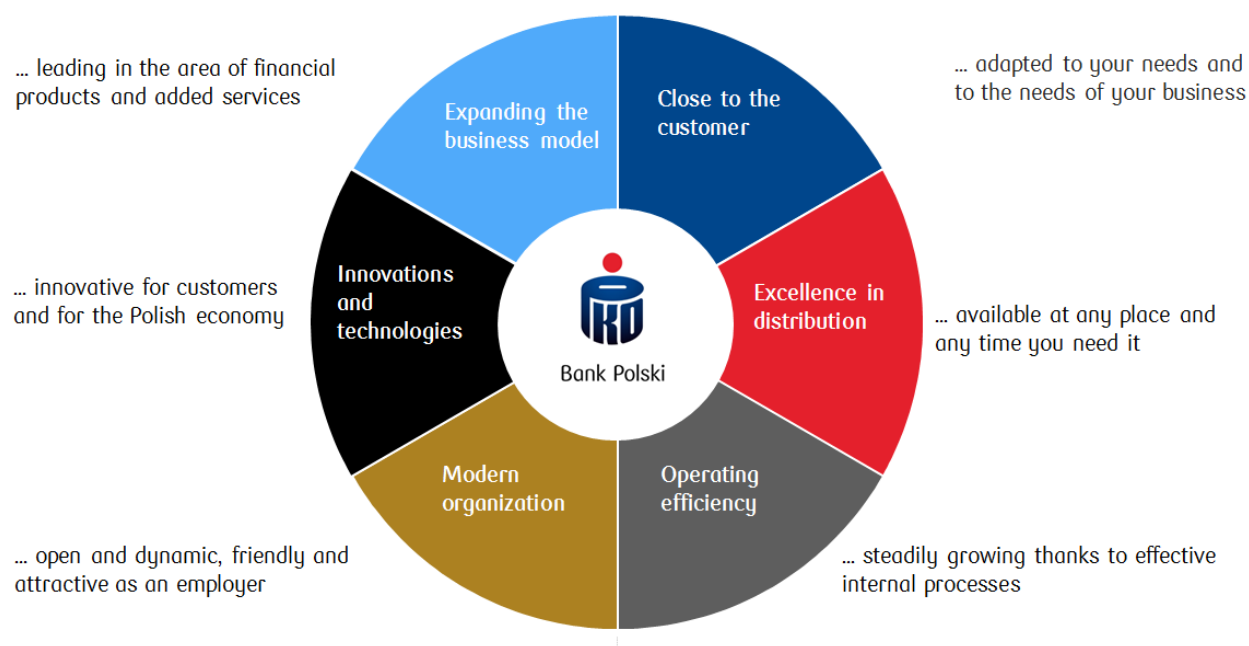 ... leading in the area of financial
products and added services
Expanding the
business model
Close to the
customer
... adapted to your needs and
to the needs of your business
... innovative for customers
and for the Polish economy
Innovations
and
technologies
PKO
Bank Polski
Excellence in
distribution
... available at any place and
any time you need it
... open and dynamic, friendly and
attractive as an employer
Modern
organization
Operating
efficiency
... steadily growing thanks to effective
internal processes